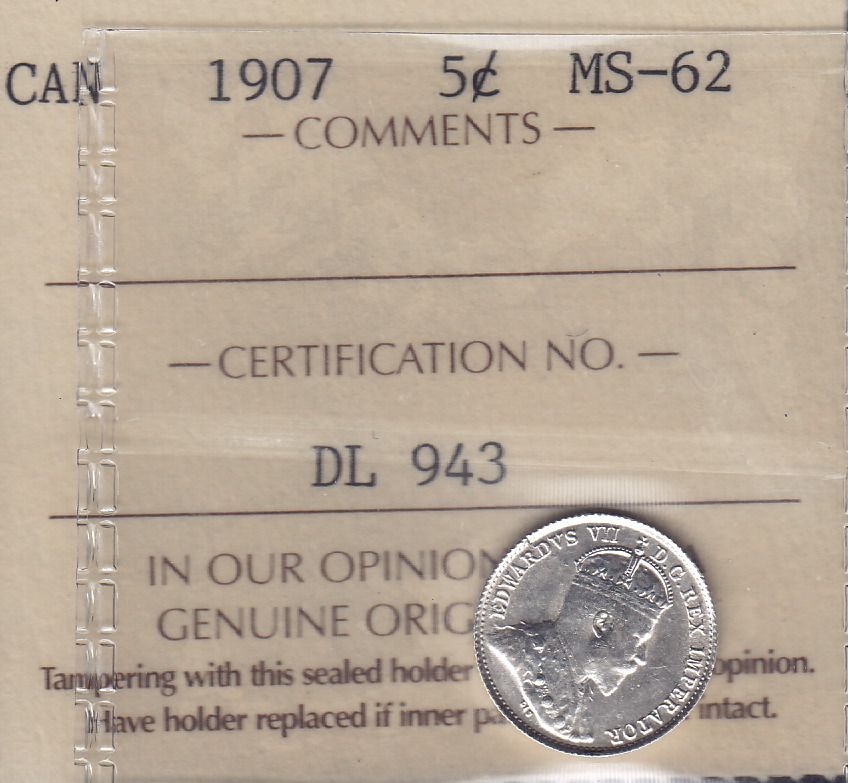 CAN 1907 5¢ MS-62
— COMMENTS —
— CERTIFICATION NO. —
DL 943
IN OUR OPINION A
GENUINE ORIG
Tampering with this sealed holder opinion.
Have holder replaced if inner pa intact.
EDWARDVS VII ✠ D.G. REX IMPERATOR